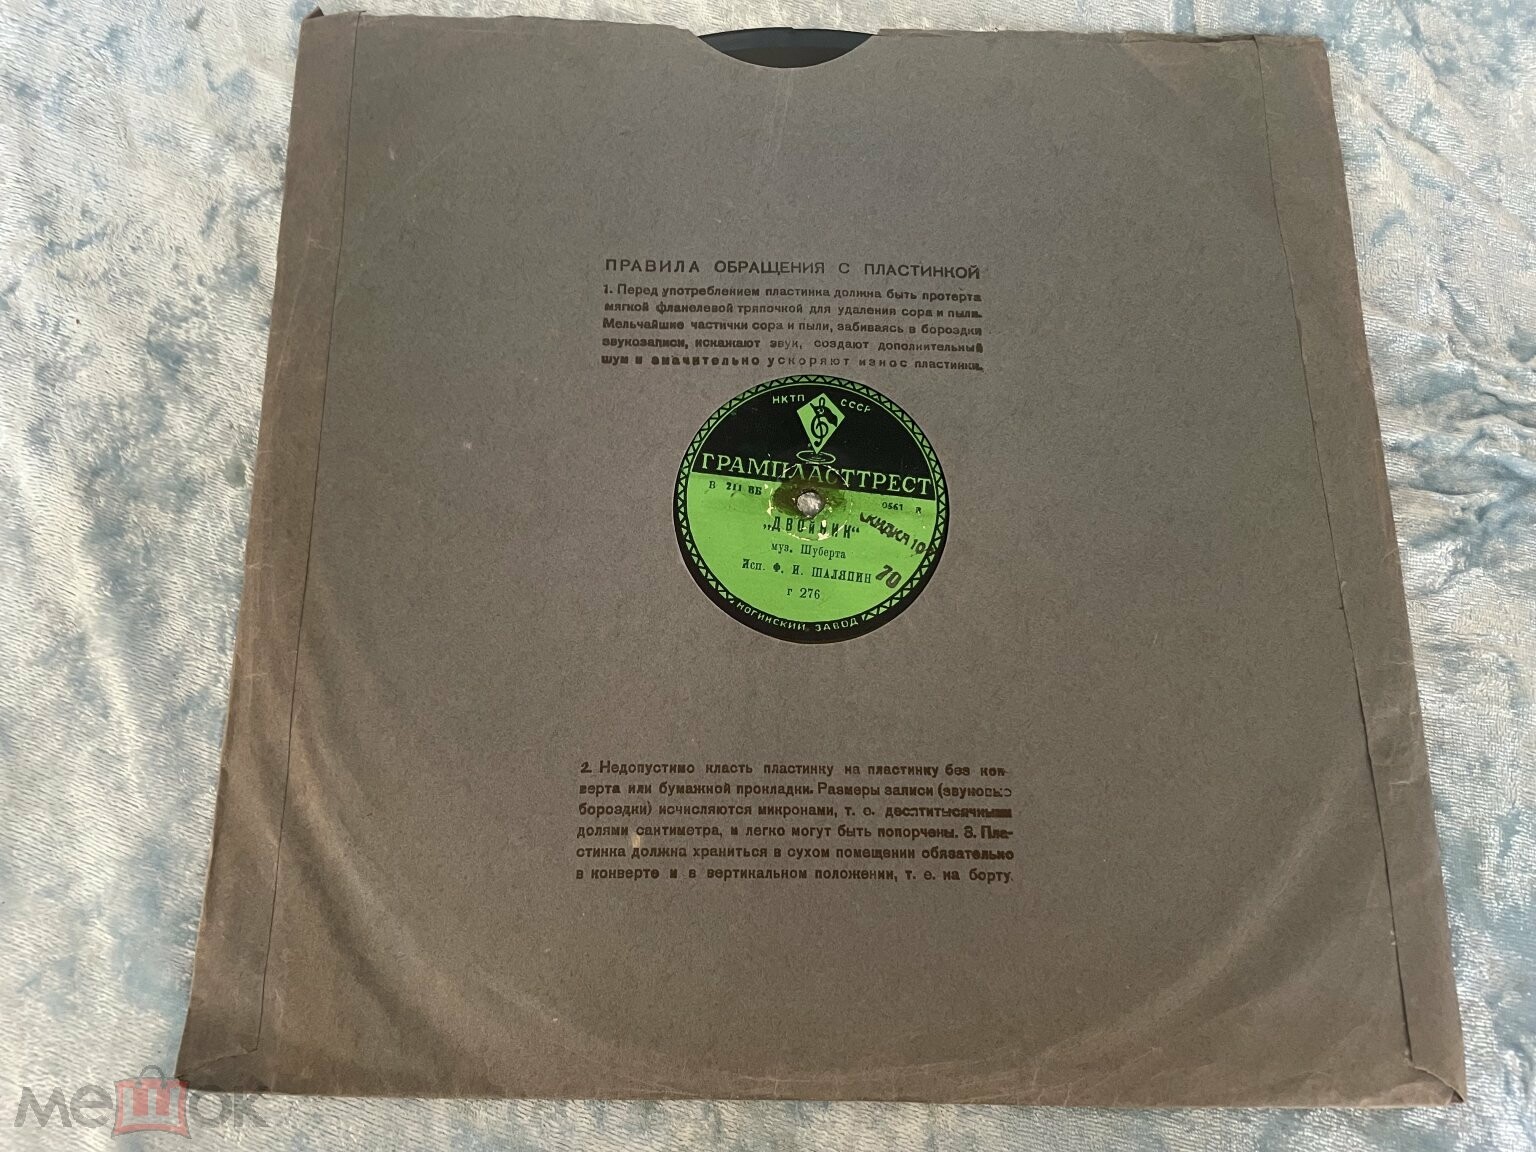 ПРАВИЛА ОБРАЩЕНИЯ С ПЛАСТИНКОЙ
1. Перед употреблением пластинка должна быть протерта
мягкой фланелевой тряпочкой для удаления сора и пыли.
Мельчайшие частички сора и пыли, забиваясь в бороздки
звукозаписи, искажают звук, создают дополнительный
шум и значительно ускоряют износ пластинки.
НКТП СССР
ГРАМПЛАСТТРЕСТ
В 211 0561
„ДВОЙНИК“
СКИДКА 10
муз. Шуберта
Исп. Ф. И. ШАЛЯПИН 70
г 276
НОГИНСКИЙ ЗАВОД
2. Недопустимо класть пластинку на пластинку без кон-
верта или бумажной прокладки. Размеры записи (звуковые
бороздки) исчисляются микронами, т. е. десятитысячными
долями сантиметра, и легко могут быть попорчены. 3. Пла-
стинка должна храниться в сухом помещении обязательно
в конверте и в вертикальном положении, т. е. на борту.
мешок